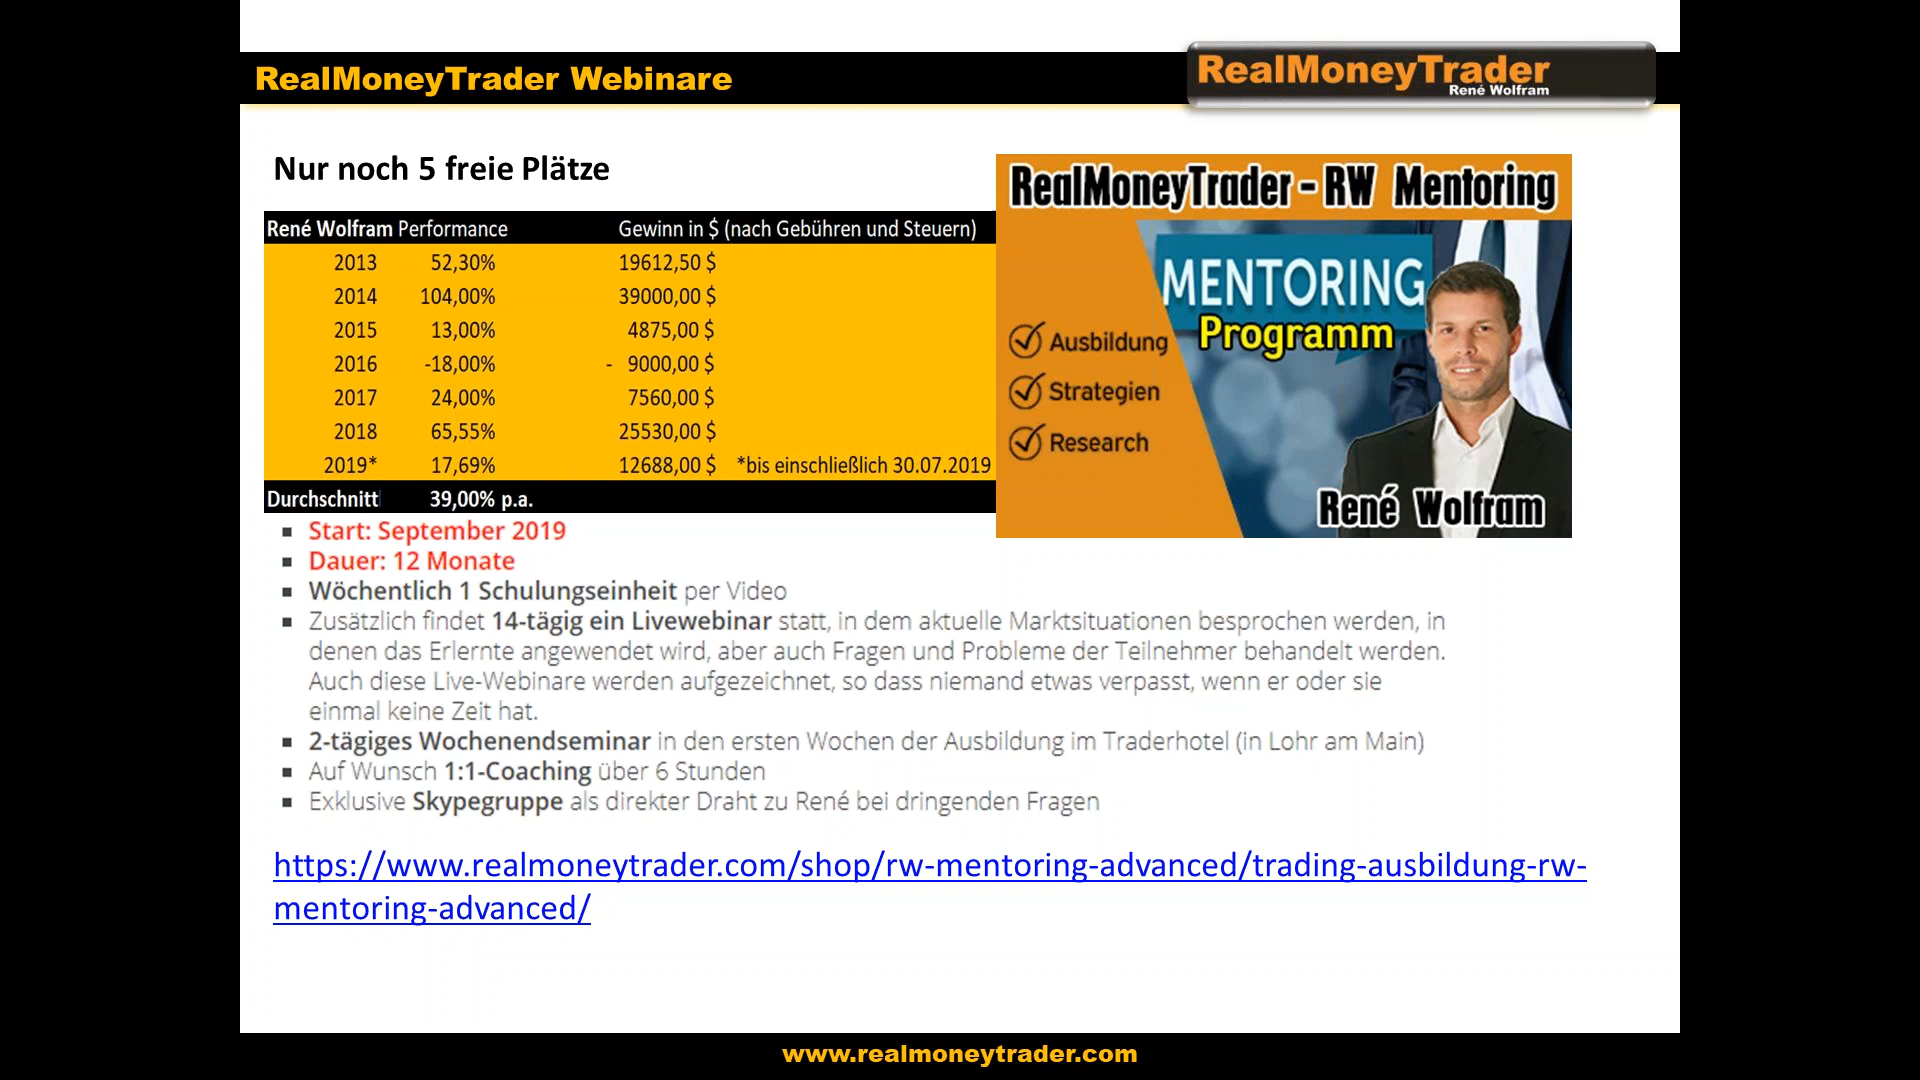 RealMoneyTrader Webinare
RealMoneyTrader
René Wolfram
Nur noch 5 freie Plätze
René Wolfram Performance Gewinn in $ (nach Gebühren und Steuern)
2013 52,30% 19612,50 $
2014 104,00% 39000,00 $
2015 13,00% 4875,00 $
2016 -18,00% - 9000,00 $
2017 24,00% 7560,00 $
2018 65,55% 25530,00 $
2019* 17,69% 12688,00 $ *bis einschließlich 30.07.2019
Durchschnitt 39,00% p.a.
RealMoneyTrader - RW Mentoring
MENTORING
Programm
Ausbildung
Strategien
Research
René Wolfram
Start: September 2019
Dauer: 12 Monate
Wöchentlich 1 Schulungseinheit per Video
Zusätzlich findet 14-tägig ein Livewebinar statt, in dem aktuelle Marktsituationen besprochen werden, in
denen das Erlernte angewendet wird, aber auch Fragen und Probleme der Teilnehmer behandelt werden.
Auch diese Live-Webinare werden aufgezeichnet, so dass niemand etwas verpasst, wenn er oder sie
einmal keine Zeit hat.
2-tägiges Wochenendseminar in den ersten Wochen der Ausbildung im Traderhotel (in Lohr am Main)
Auf Wunsch 1:1-Coaching über 6 Stunden
Exklusive Skypegruppe als direkter Draht zu René bei dringenden Fragen
https://www.realmoneytrader.com/shop/rw-mentoring-advanced/trading-ausbildung-rw-
mentoring-advanced/
www.realmoneytrader.com